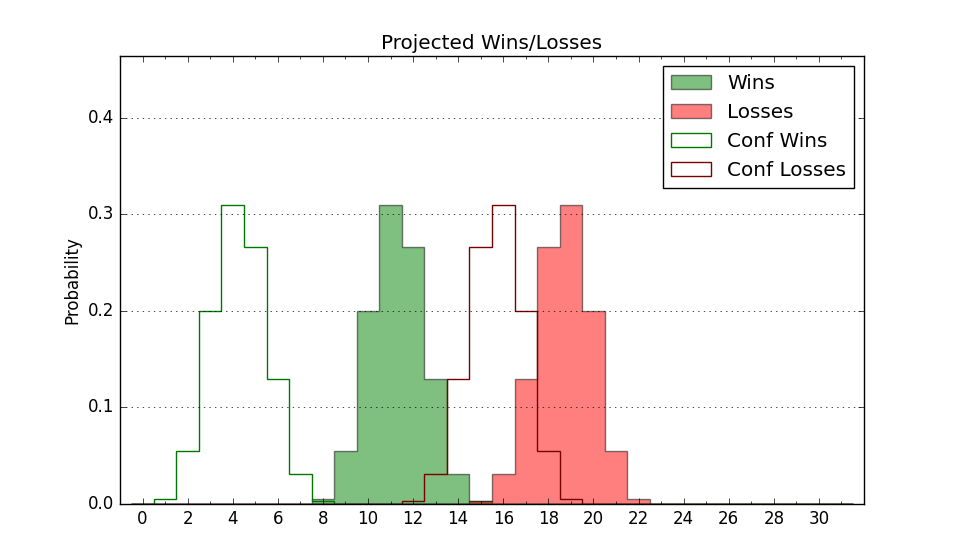 Projected Wins/Losses
Wins
Losses
Conf Wins
Conf Losses
Probability
0.4
0.3
0.2
0.1
0.0
0 2 4 6 8 10 12 14 16 18 20 22 24 26 28 30